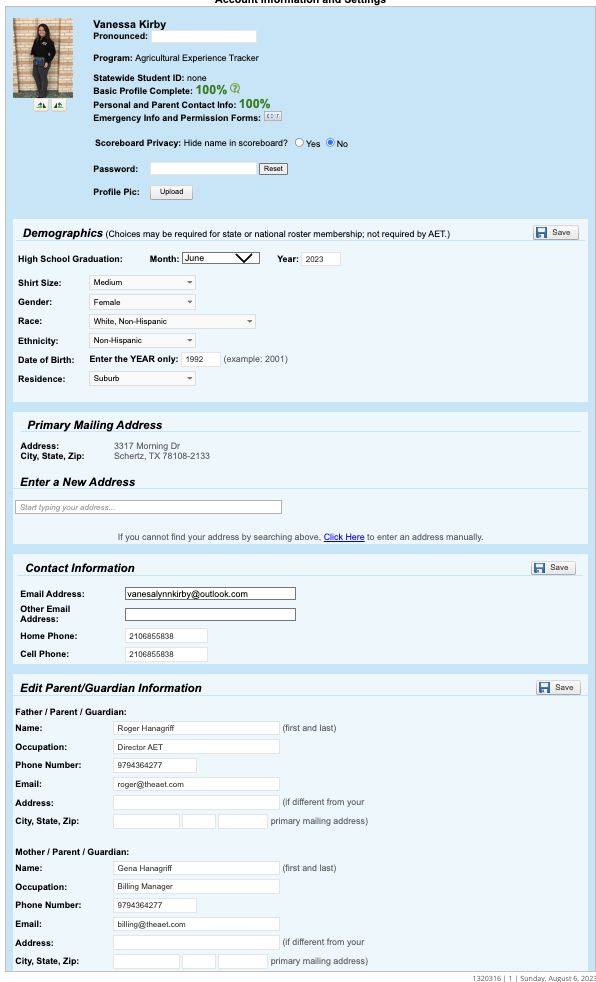 Account Information and Settings
Vanessa Kirby
Pronounced:
Program: Agricultural Experience Tracker
Statewide Student ID: none
Basic Profile Complete: 100%
Personal and Parent Contact Info: 100%
Emergency Info and Permission Forms:
Scoreboard Privacy: Hide name in scoreboard? Yes No
Password: Reset
Profile Pic: Upload
Demographics (Choices may be required for state or national roster membership; not required by AET.) Save
High School Graduation: Month: June Year: 2023
Shirt Size: Medium
Gender: Female
Race: White, Non-Hispanic
Ethnicity: Non-Hispanic
Date of Birth: Enter the YEAR only: 1992 (example: 2001)
Residence: Suburb
Primary Mailing Address
Address: 3317 Morning Dr
City, State, Zip: Schertz, TX 78108-2133
Enter a New Address
Start typing your address...
If you cannot find your address by searching above, Click Here to enter an address manually.
Contact Information Save
Email Address: vanesalynnkirby@outlook.com
Other Email
Address:
Home Phone: 2106855838
Cell Phone: 2106855838
Edit Parent/Guardian Information Save
Father / Parent / Guardian:
Name: Roger Hanagriff (first and last)
Occupation: Director AET
Phone Number: 9794364277
Email: roger@theaet.com
Address: (if different from your
City, State, Zip: primary mailing address)
Mother / Parent / Guardian:
Name: Gena Hanagriff (first and last)
Occupation: Billing Manager
Phone Number: 9794364277
Email: billing@theaet.com
Address: (if different from your
City, State, Zip: primary mailing address)
1320316 | 1 | Sunday, August 6, 2023